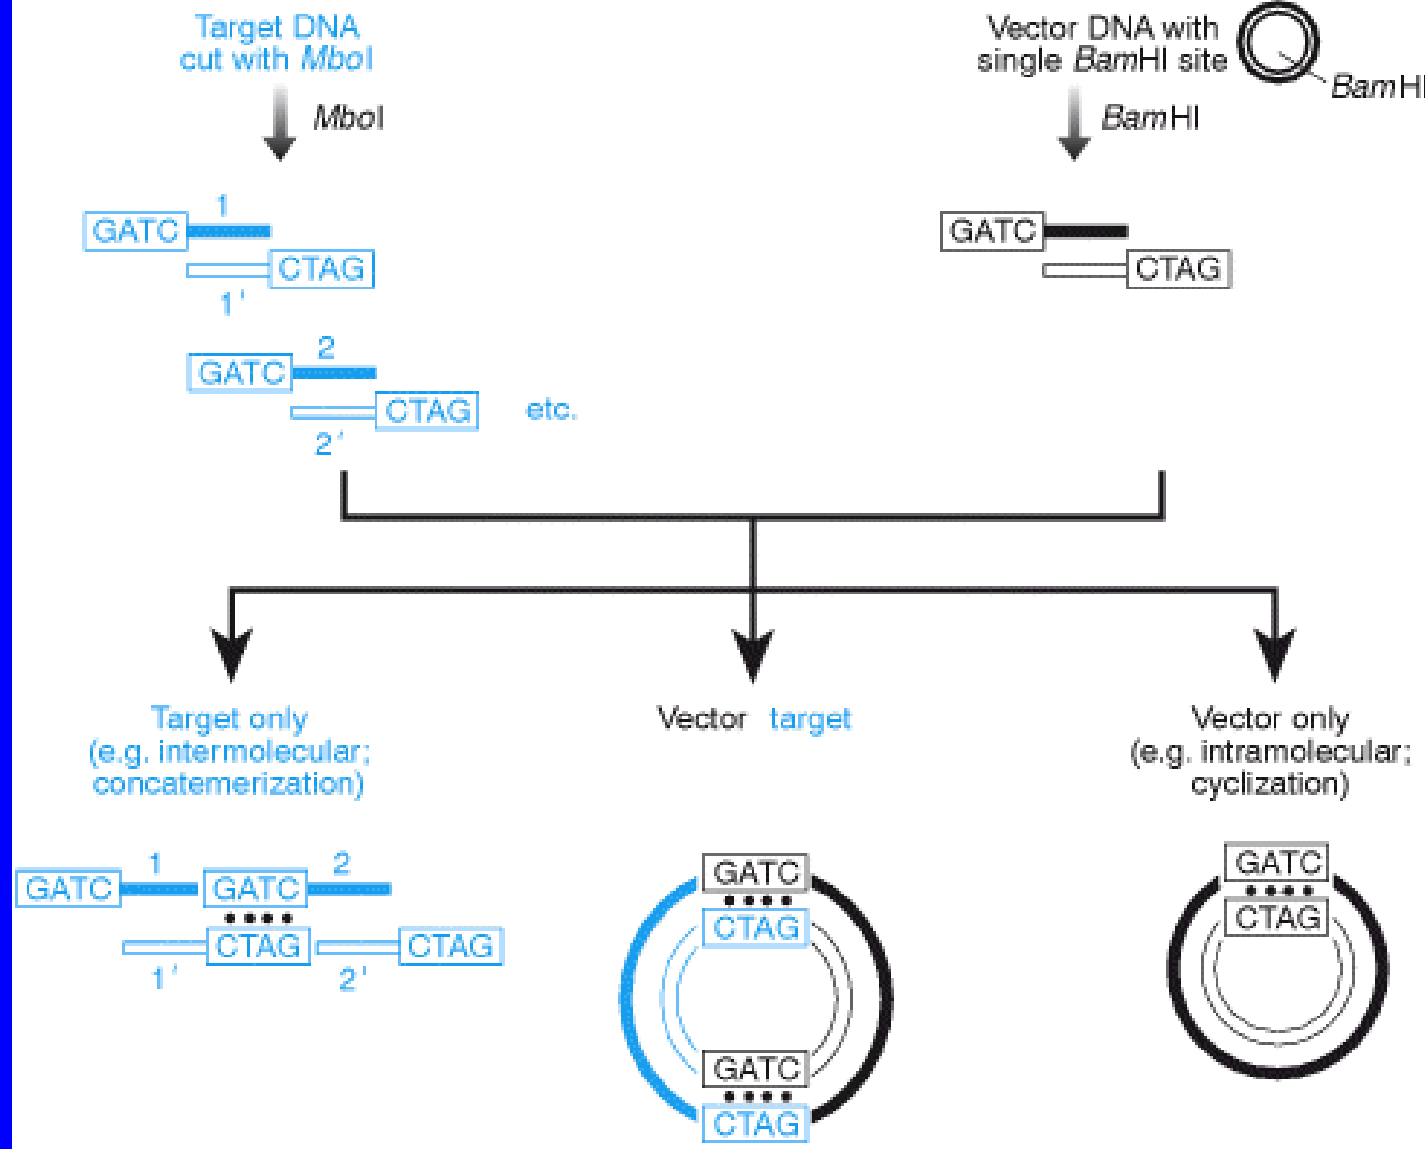 Target DNA
cut with MboI
MboI
Vector DNA with
single BamHI site
BamHI
BamHI
1
GATC
CTAG
1'
2
GATC
CTAG
2'
etc.
GATC
CTAG
Target only
(e.g. intermolecular;
concatemerization)
Vector target
Vector only
(e.g. intramolecular;
cyclization)
1 2
GATC GATC
CTAG CTAG
1' 2'
GATC
CTAG
GATC
CTAG
GATC
CTAG